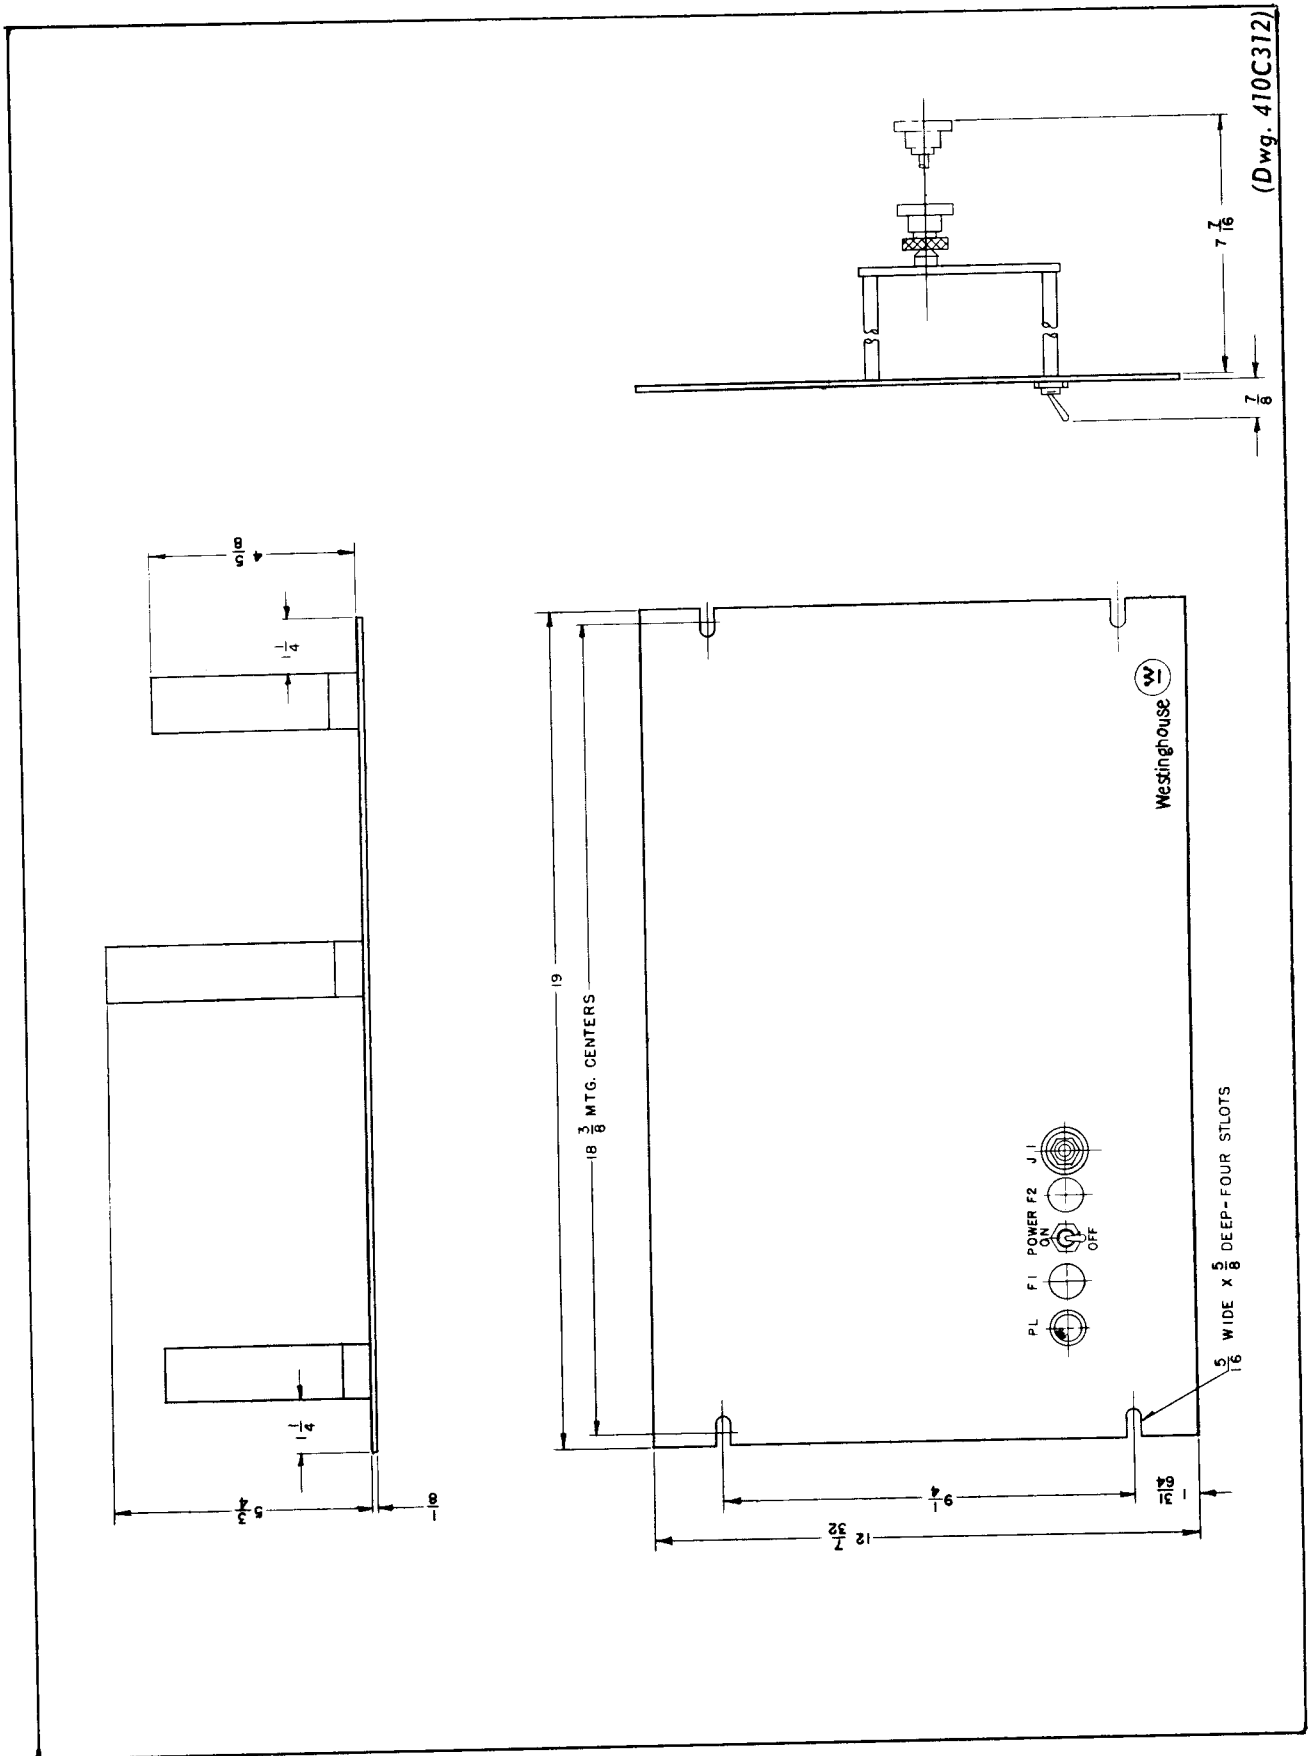 (Dwg. 410C312)
5 3/4
1/8
1 1/4
1 1/4
4 5/8
19
18 3/8 MTG. CENTERS
12 7/32
9 1/4
1 31/64
PL
F1
POWER
ON
OFF
F2
J1
Westinghouse
W
5/16 WIDE X 5/8 DEEP-FOUR STLOTS
7/8
7 7/16